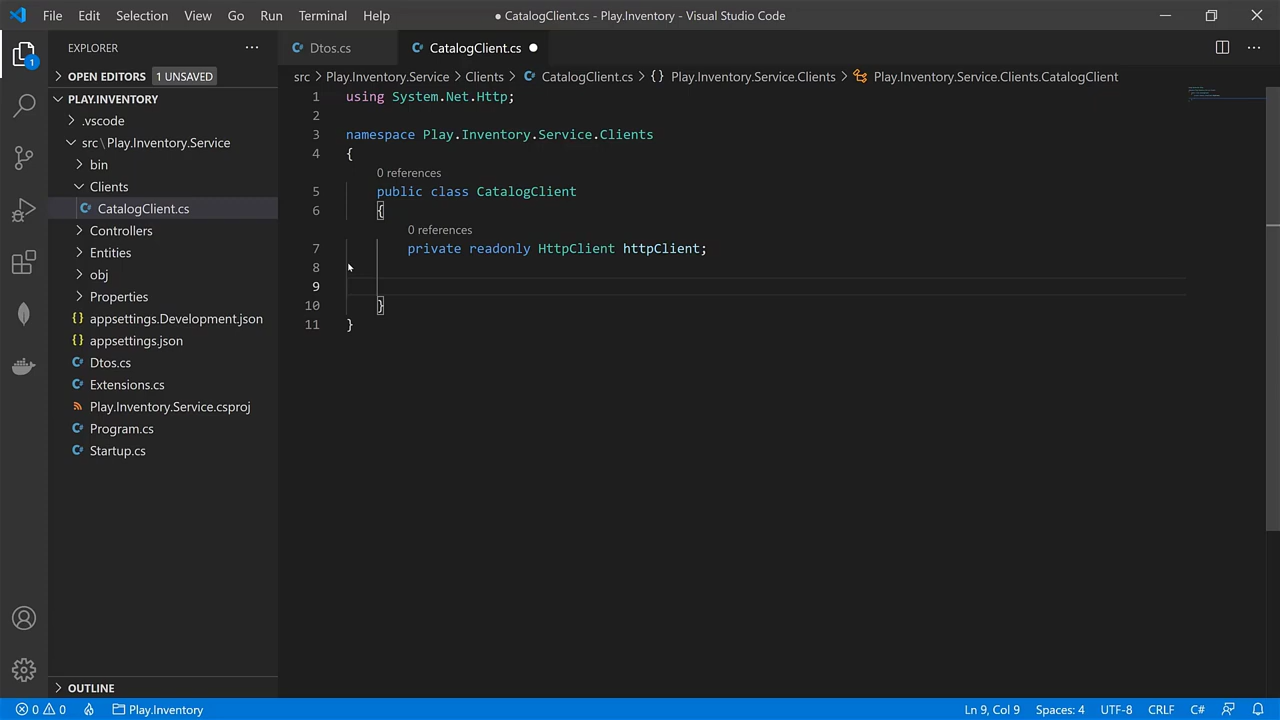 File Edit Selection View Go Run Terminal Help
● CatalogClient.cs - Play.Inventory - Visual Studio Code
EXPLORER
1
OPEN EDITORS 1 UNSAVED
PLAY.INVENTORY
.vscode
src\Play.Inventory.Service
bin
Clients
CatalogClient.cs
Controllers
Entities
obj
Properties
appsettings.Development.json
appsettings.json
Dtos.cs
Extensions.cs
Play.Inventory.Service.csproj
Program.cs
Startup.cs
OUTLINE
Dtos.cs CatalogClient.cs
src > Play.Inventory.Service > Clients > CatalogClient.cs > {} Play.Inventory.Service.Clients > Play.Inventory.Service.Clients.CatalogClient
1 using System.Net.Http;
2
3 namespace Play.Inventory.Service.Clients
4 {
0 references
5 public class CatalogClient
6 {
0 references
7 private readonly HttpClient httpClient;
8
9
10 }
11 }
0 0 Play.Inventory Ln 9, Col 9 Spaces: 4 UTF-8 CRLF C#